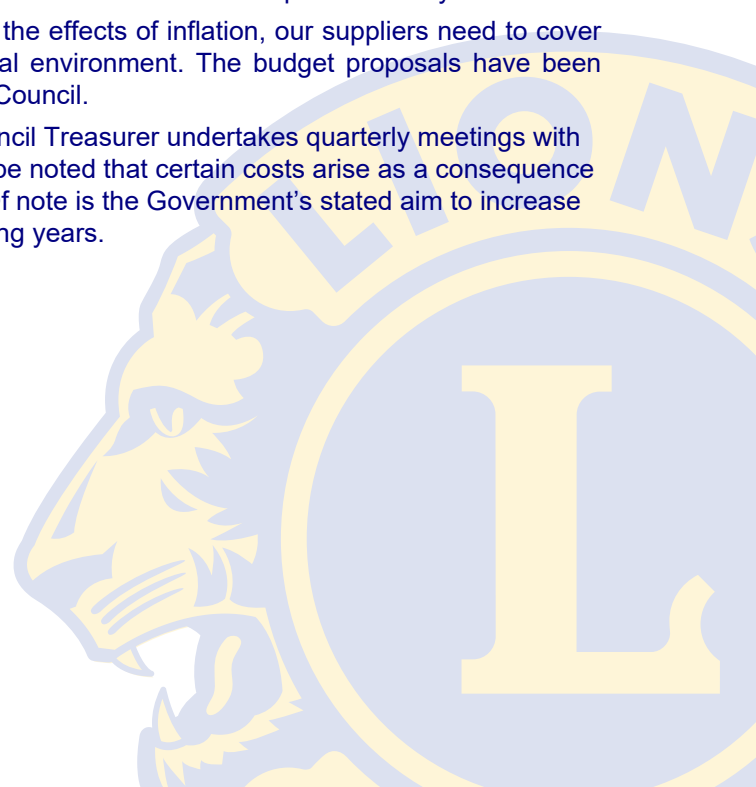 the effects of inflation, our suppliers need to cover
al environment. The budget proposals have been
Council.
ncil Treasurer undertakes quarterly meetings with
be noted that certain costs arise as a consequence
f note is the Government's stated aim to increase
ng years.
LIONS
L